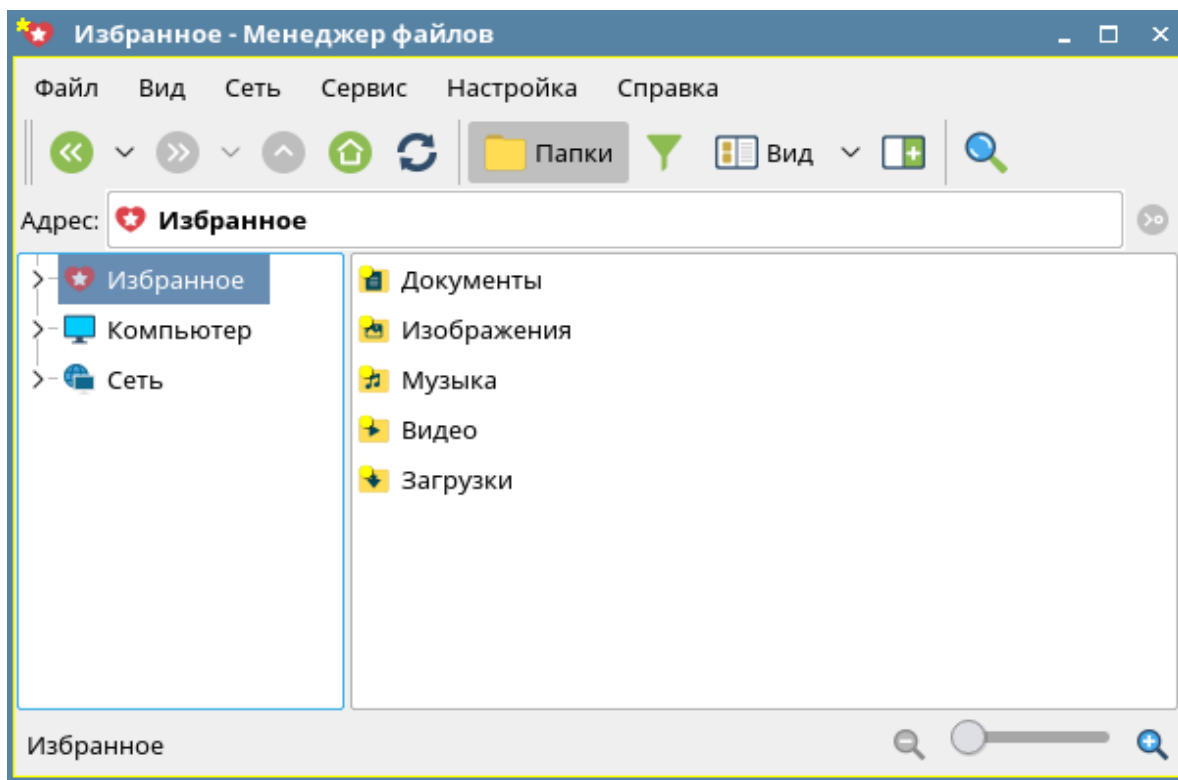 Избранное - Менеджер файлов
Файл Вид Сеть Сервис Настройка Справка
Папки Вид
Адрес: Избранное
Избранное
Компьютер
Сеть
Документы
Изображения
Музыка
Видео
Загрузки
Избранное